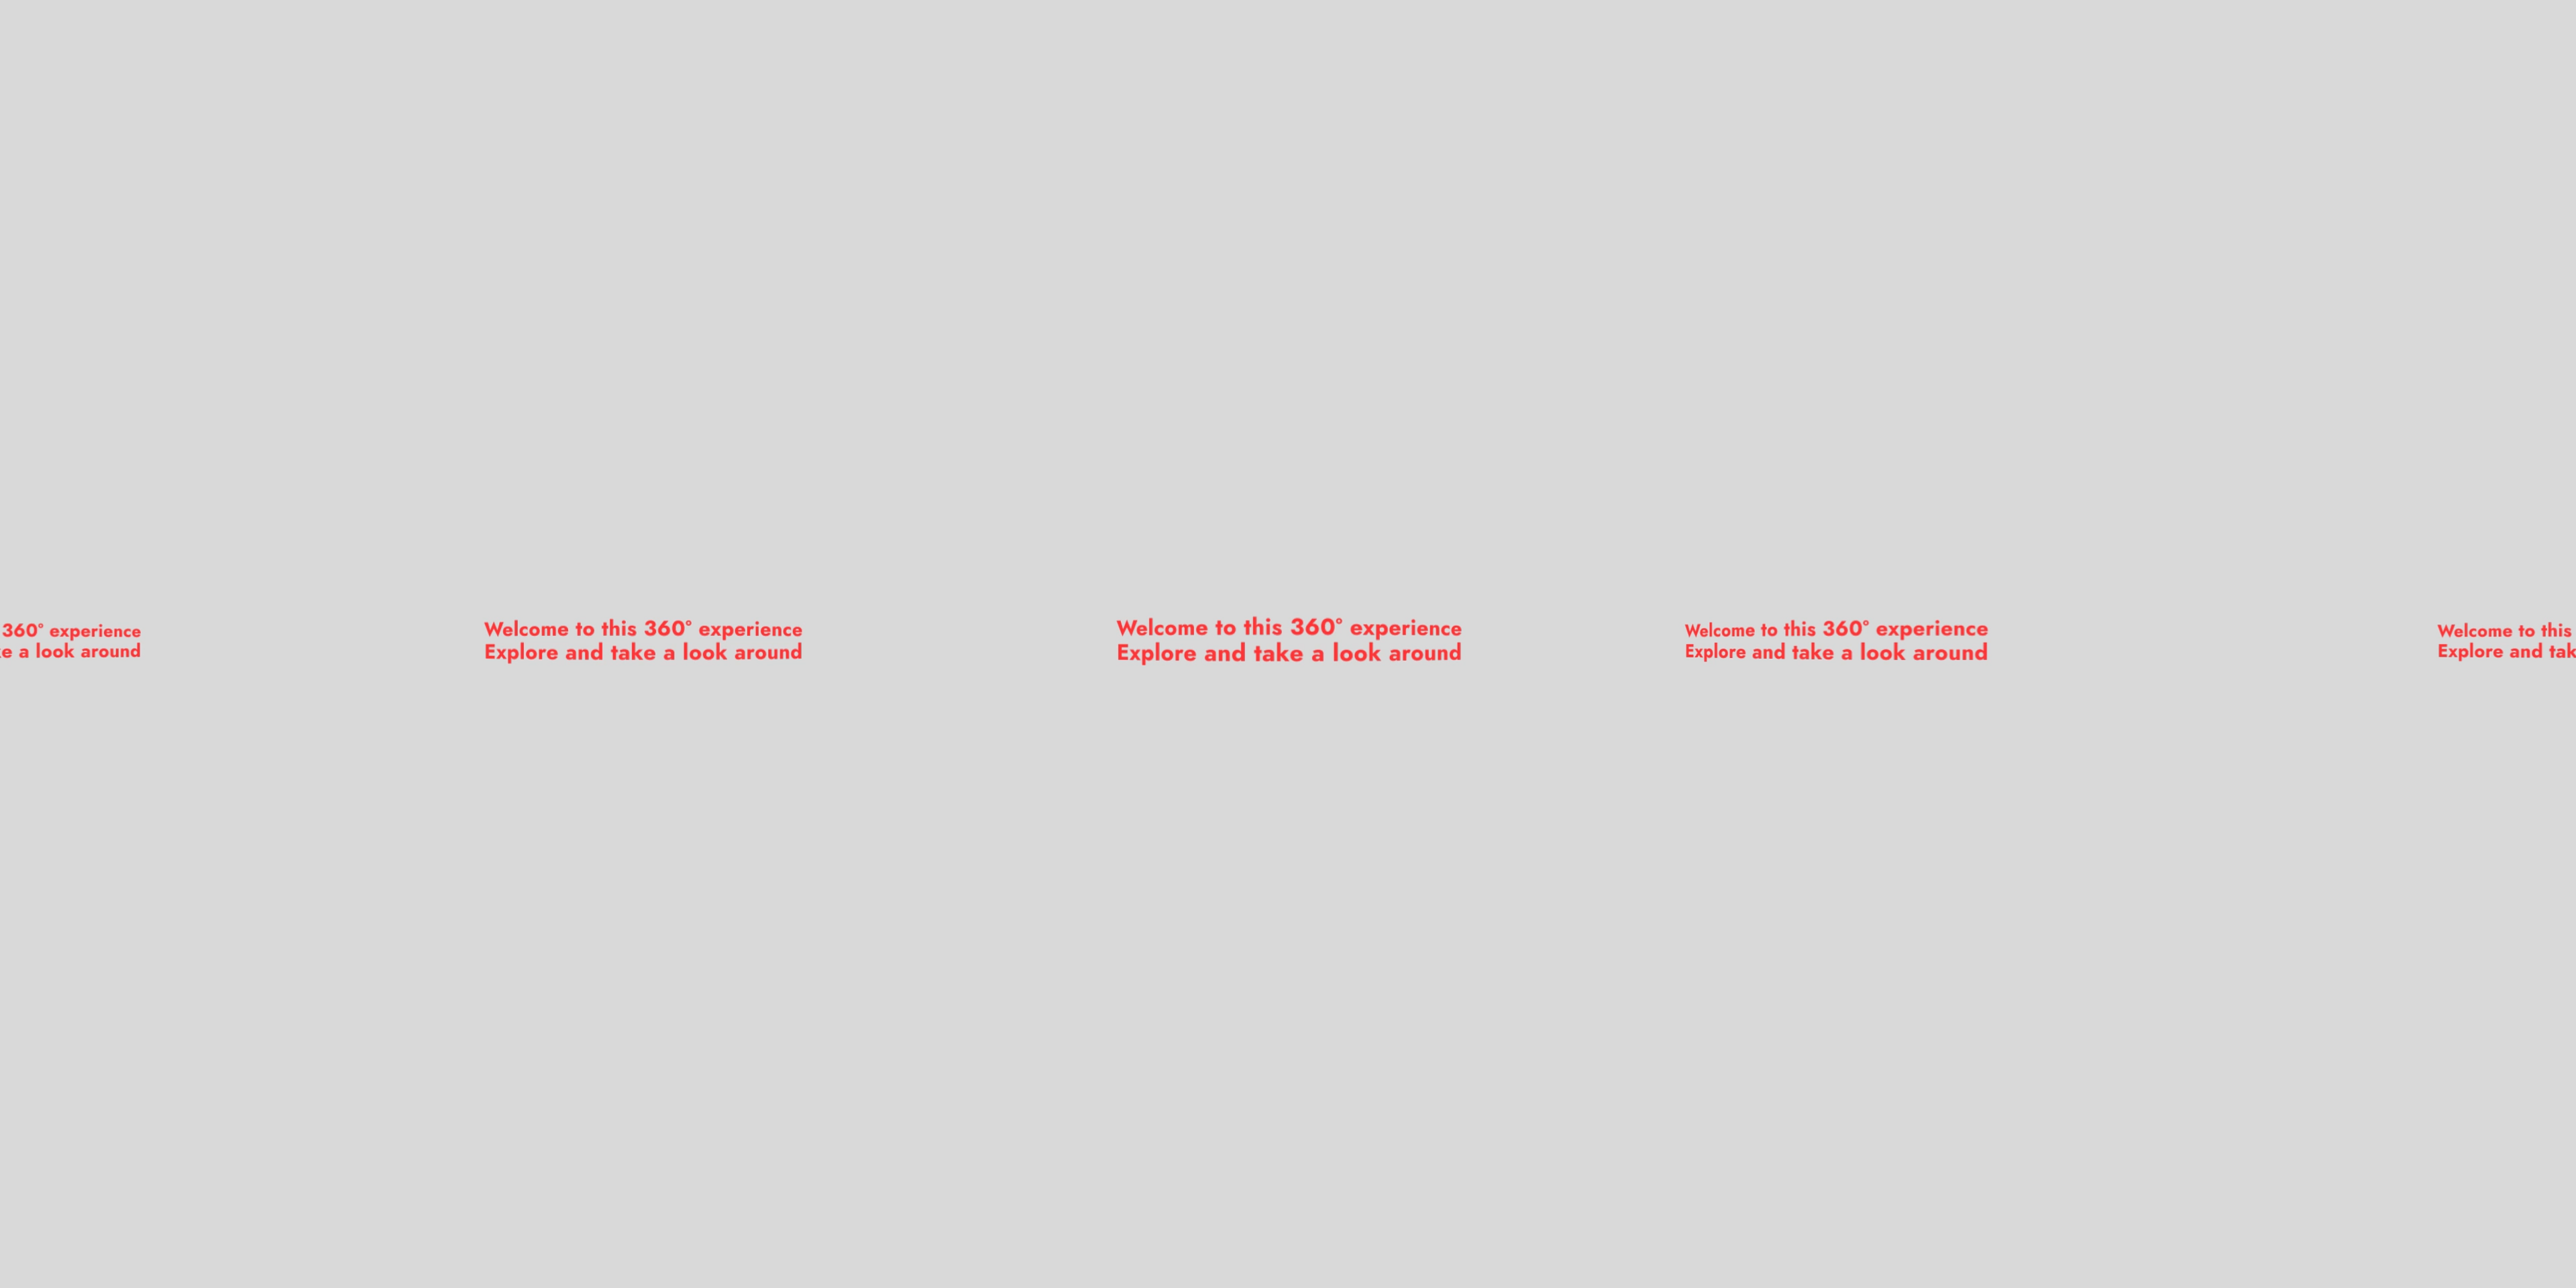 360° experience
e a look around
Welcome to this 360° experience
Explore and take a look around
Welcome to this 360° experience
Explore and take a look around
Welcome to this 360° experience
Explore and take a look around
Welcome to this
Explore and tak